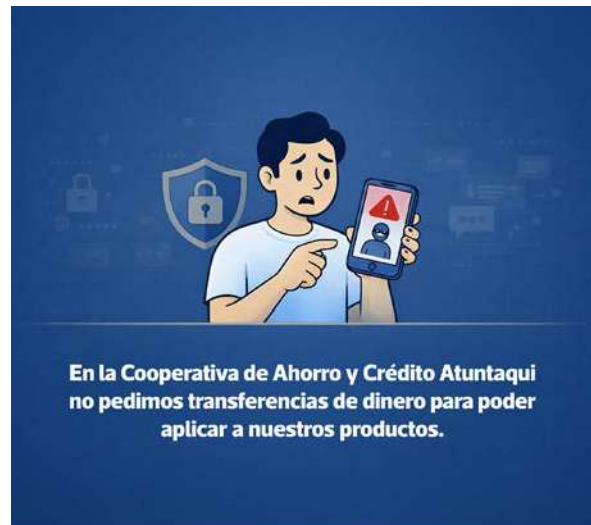 En la Cooperativa de Ahorro y Crédito Atuntaqui
no pedimos transferencias de dinero para poder
aplicar a nuestros productos.